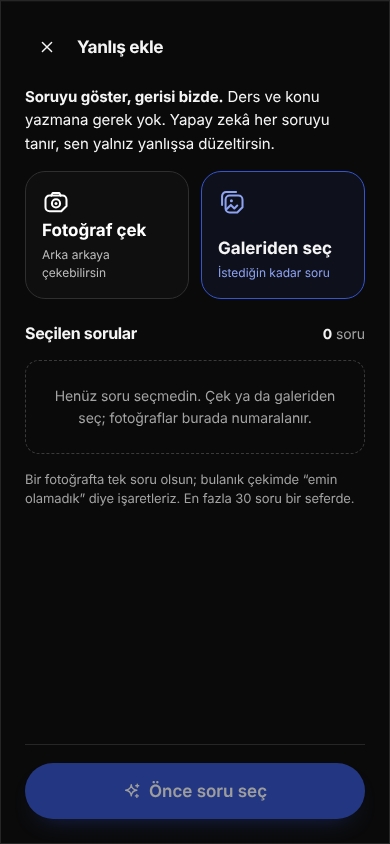 Yanlış ekle
Soruyu göster, gerisi bizde. Ders ve konu
yazmana gerek yok. Yapay zekâ her soruyu
tanır, sen yalnız yanlışsa düzeltirsin.
Fotoğraf çek
Arka arkaya
çekebilirsin
Galeriden seç
İstediğin kadar soru
Seçilen sorular
0 soru
Henüz soru seçmedin. Çek ya da galeriden
seç; fotoğraflar burada numaralanır.
Bir fotoğrafta tek soru olsun; bulanık çekimde “emin
olamadık” diye işaretleriz. En fazla 30 soru bir seferde.
Önce soru seç